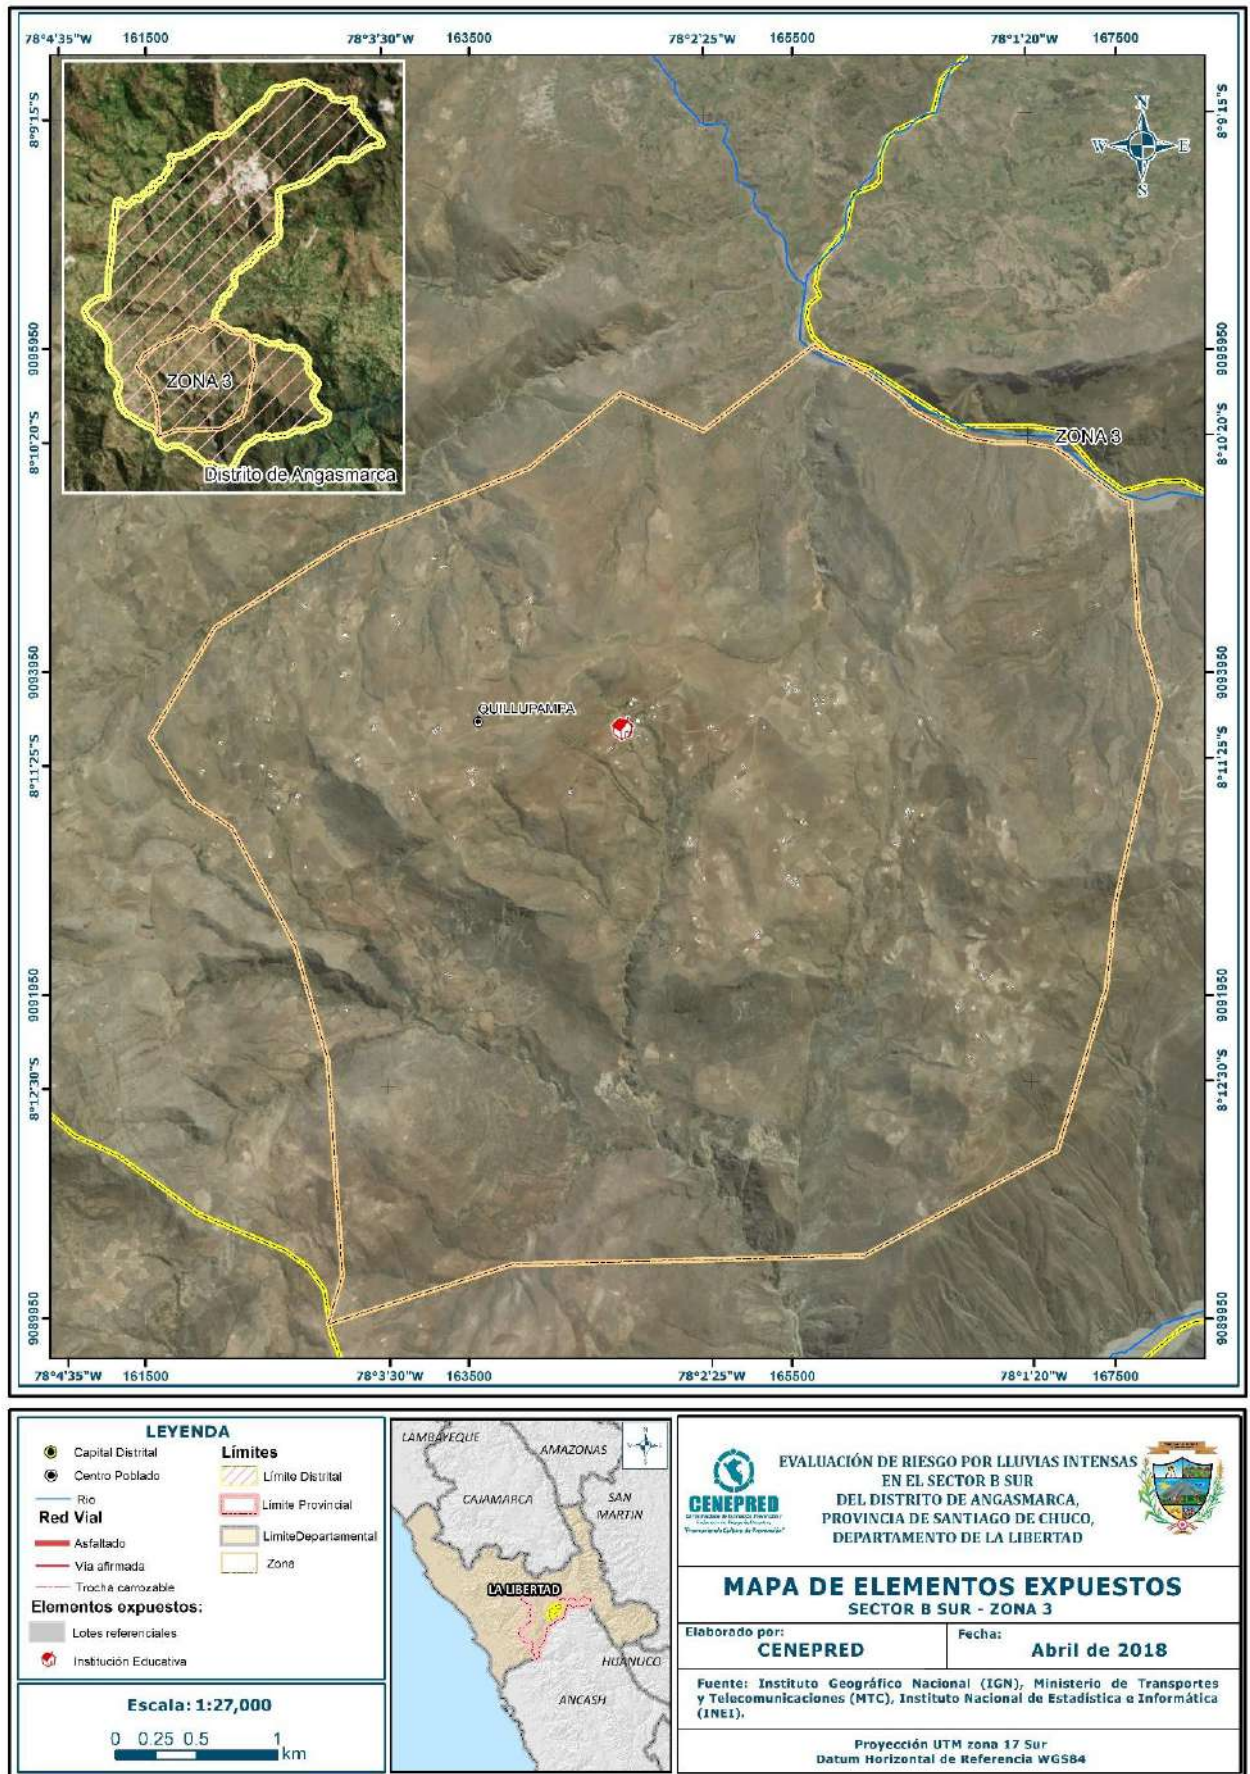 78°4'35"W 161500 78°3'30"W 163500 78°2'25"W 165500 78°1'20"W 167500
8°9'15"S
8°9'15"S
N
W E
S
ZONA 3
Distrito de Angasmarca
9095950
9095950
8°10'20"S
8°10'20"S
ZONA 3
9093950
9093950
QUILLUPAMPA
8°11'25"S
8°11'25"S
9091950
9091950
8°12'30"S
8°12'30"S
9089950
9089950
78°4'35"W 161500 78°3'30"W 163500 78°2'25"W 165500 78°1'20"W 167500
LEYENDA
Capital Distrital
Centro Poblado
Rio
Red Vial
Asfaltado
Vía afirmada
Trocha carrozable
Elementos expuestos:
Lotes referenciales
Institución Educativa
Límites
Límite Distrital
Límite Provincial
LimiteDepartamental
Zona
Escala: 1:27,000
0 0.25 0.5 1
km
LAMBAYEQUE
AMAZONAS
CAJAMARCA
SAN
MARTIN
LA LIBERTAD
HUANUCO
ANCASH
CENEPRED
EVALUACIÓN DE RIESGO POR LLUVIAS INTENSAS
EN EL SECTOR B SUR
DEL DISTRITO DE ANGASMARCA,
PROVINCIA DE SANTIAGO DE CHUCO,
DEPARTAMENTO DE LA LIBERTAD
MAPA DE ELEMENTOS EXPUESTOS
SECTOR B SUR - ZONA 3
Elaborado por:
CENEPRED
Fecha:
Abril de 2018
Fuente: Instituto Geográfico Nacional (IGN), Ministerio de Transportes
y Telecomunicaciones (MTC), Instituto Nacional de Estadística e Informática
(INEI).
Proyección UTM zona 17 Sur
Datum Horizontal de Referencia WGS84